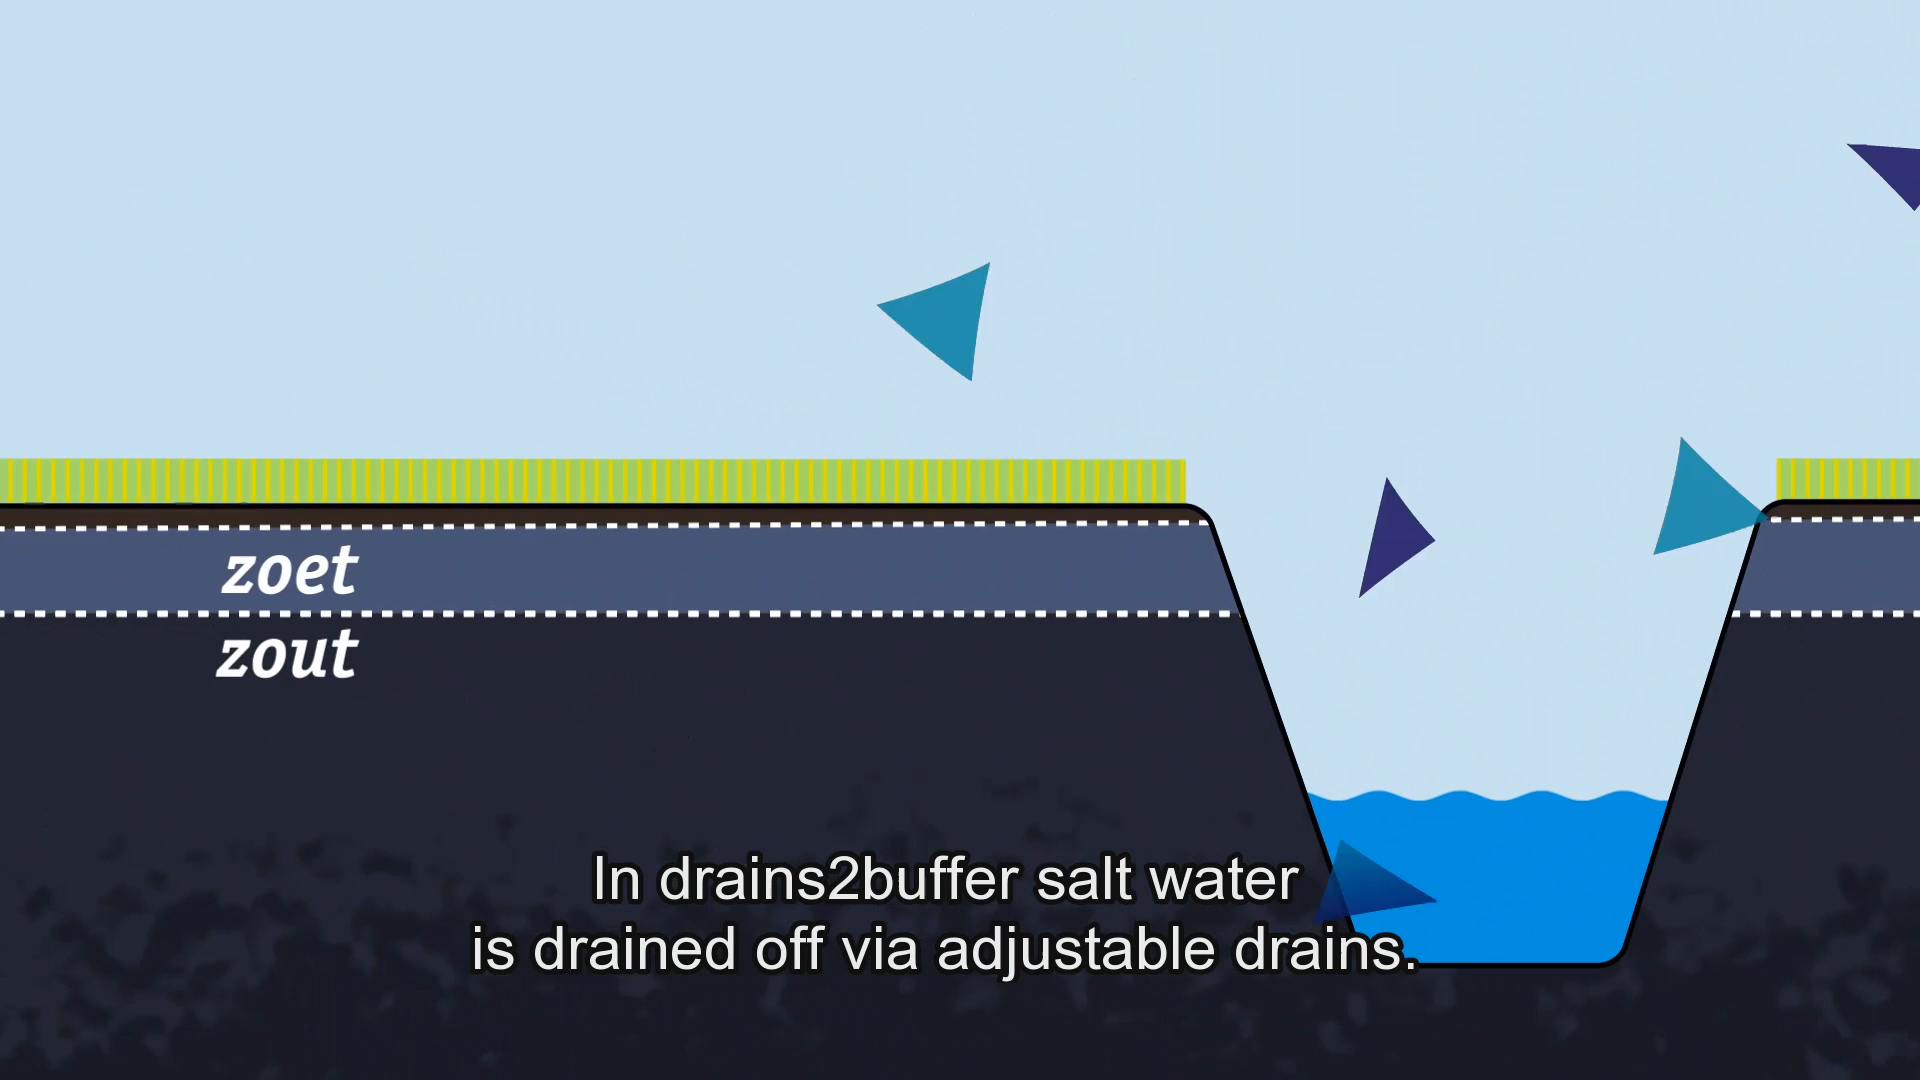 zoet
zout
In drains2buffer salt water
is drained off via adjustable drains.